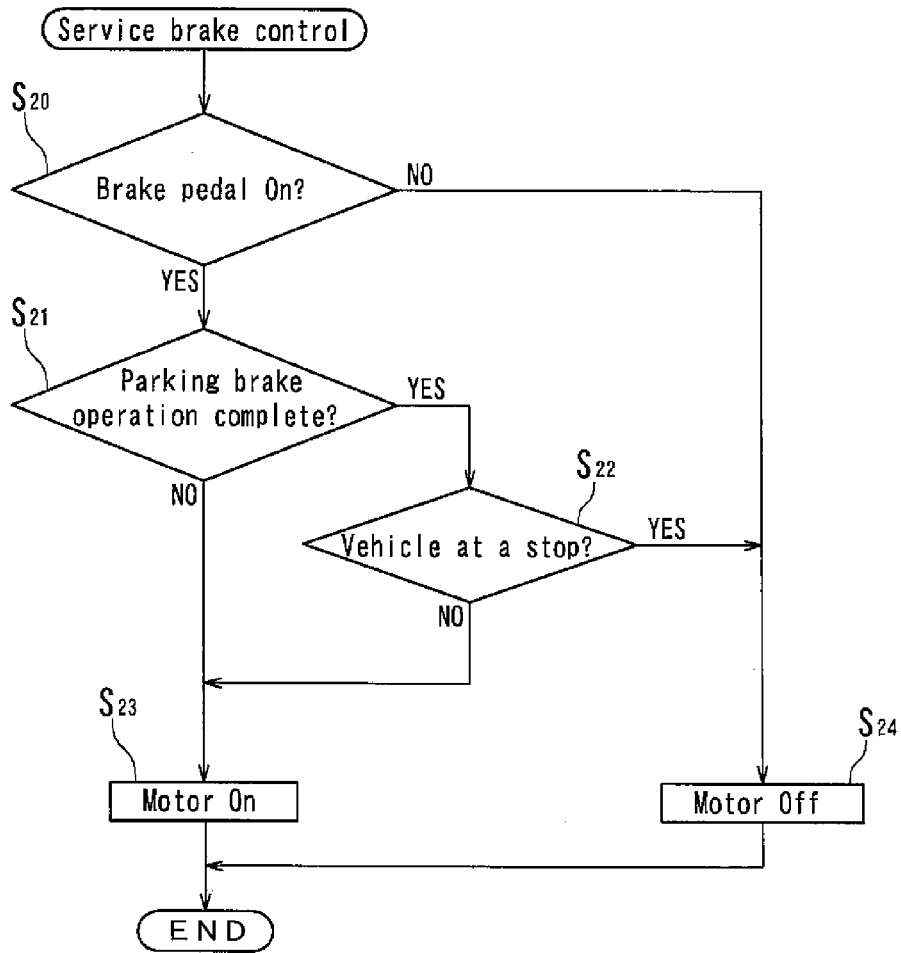 Service brake control
S20
Brake pedal On?
NO
YES
S21
Parking brake
operation complete?
YES
NO
S22
Vehicle at a stop?
YES
NO
S23
Motor On
S24
Motor Off
END